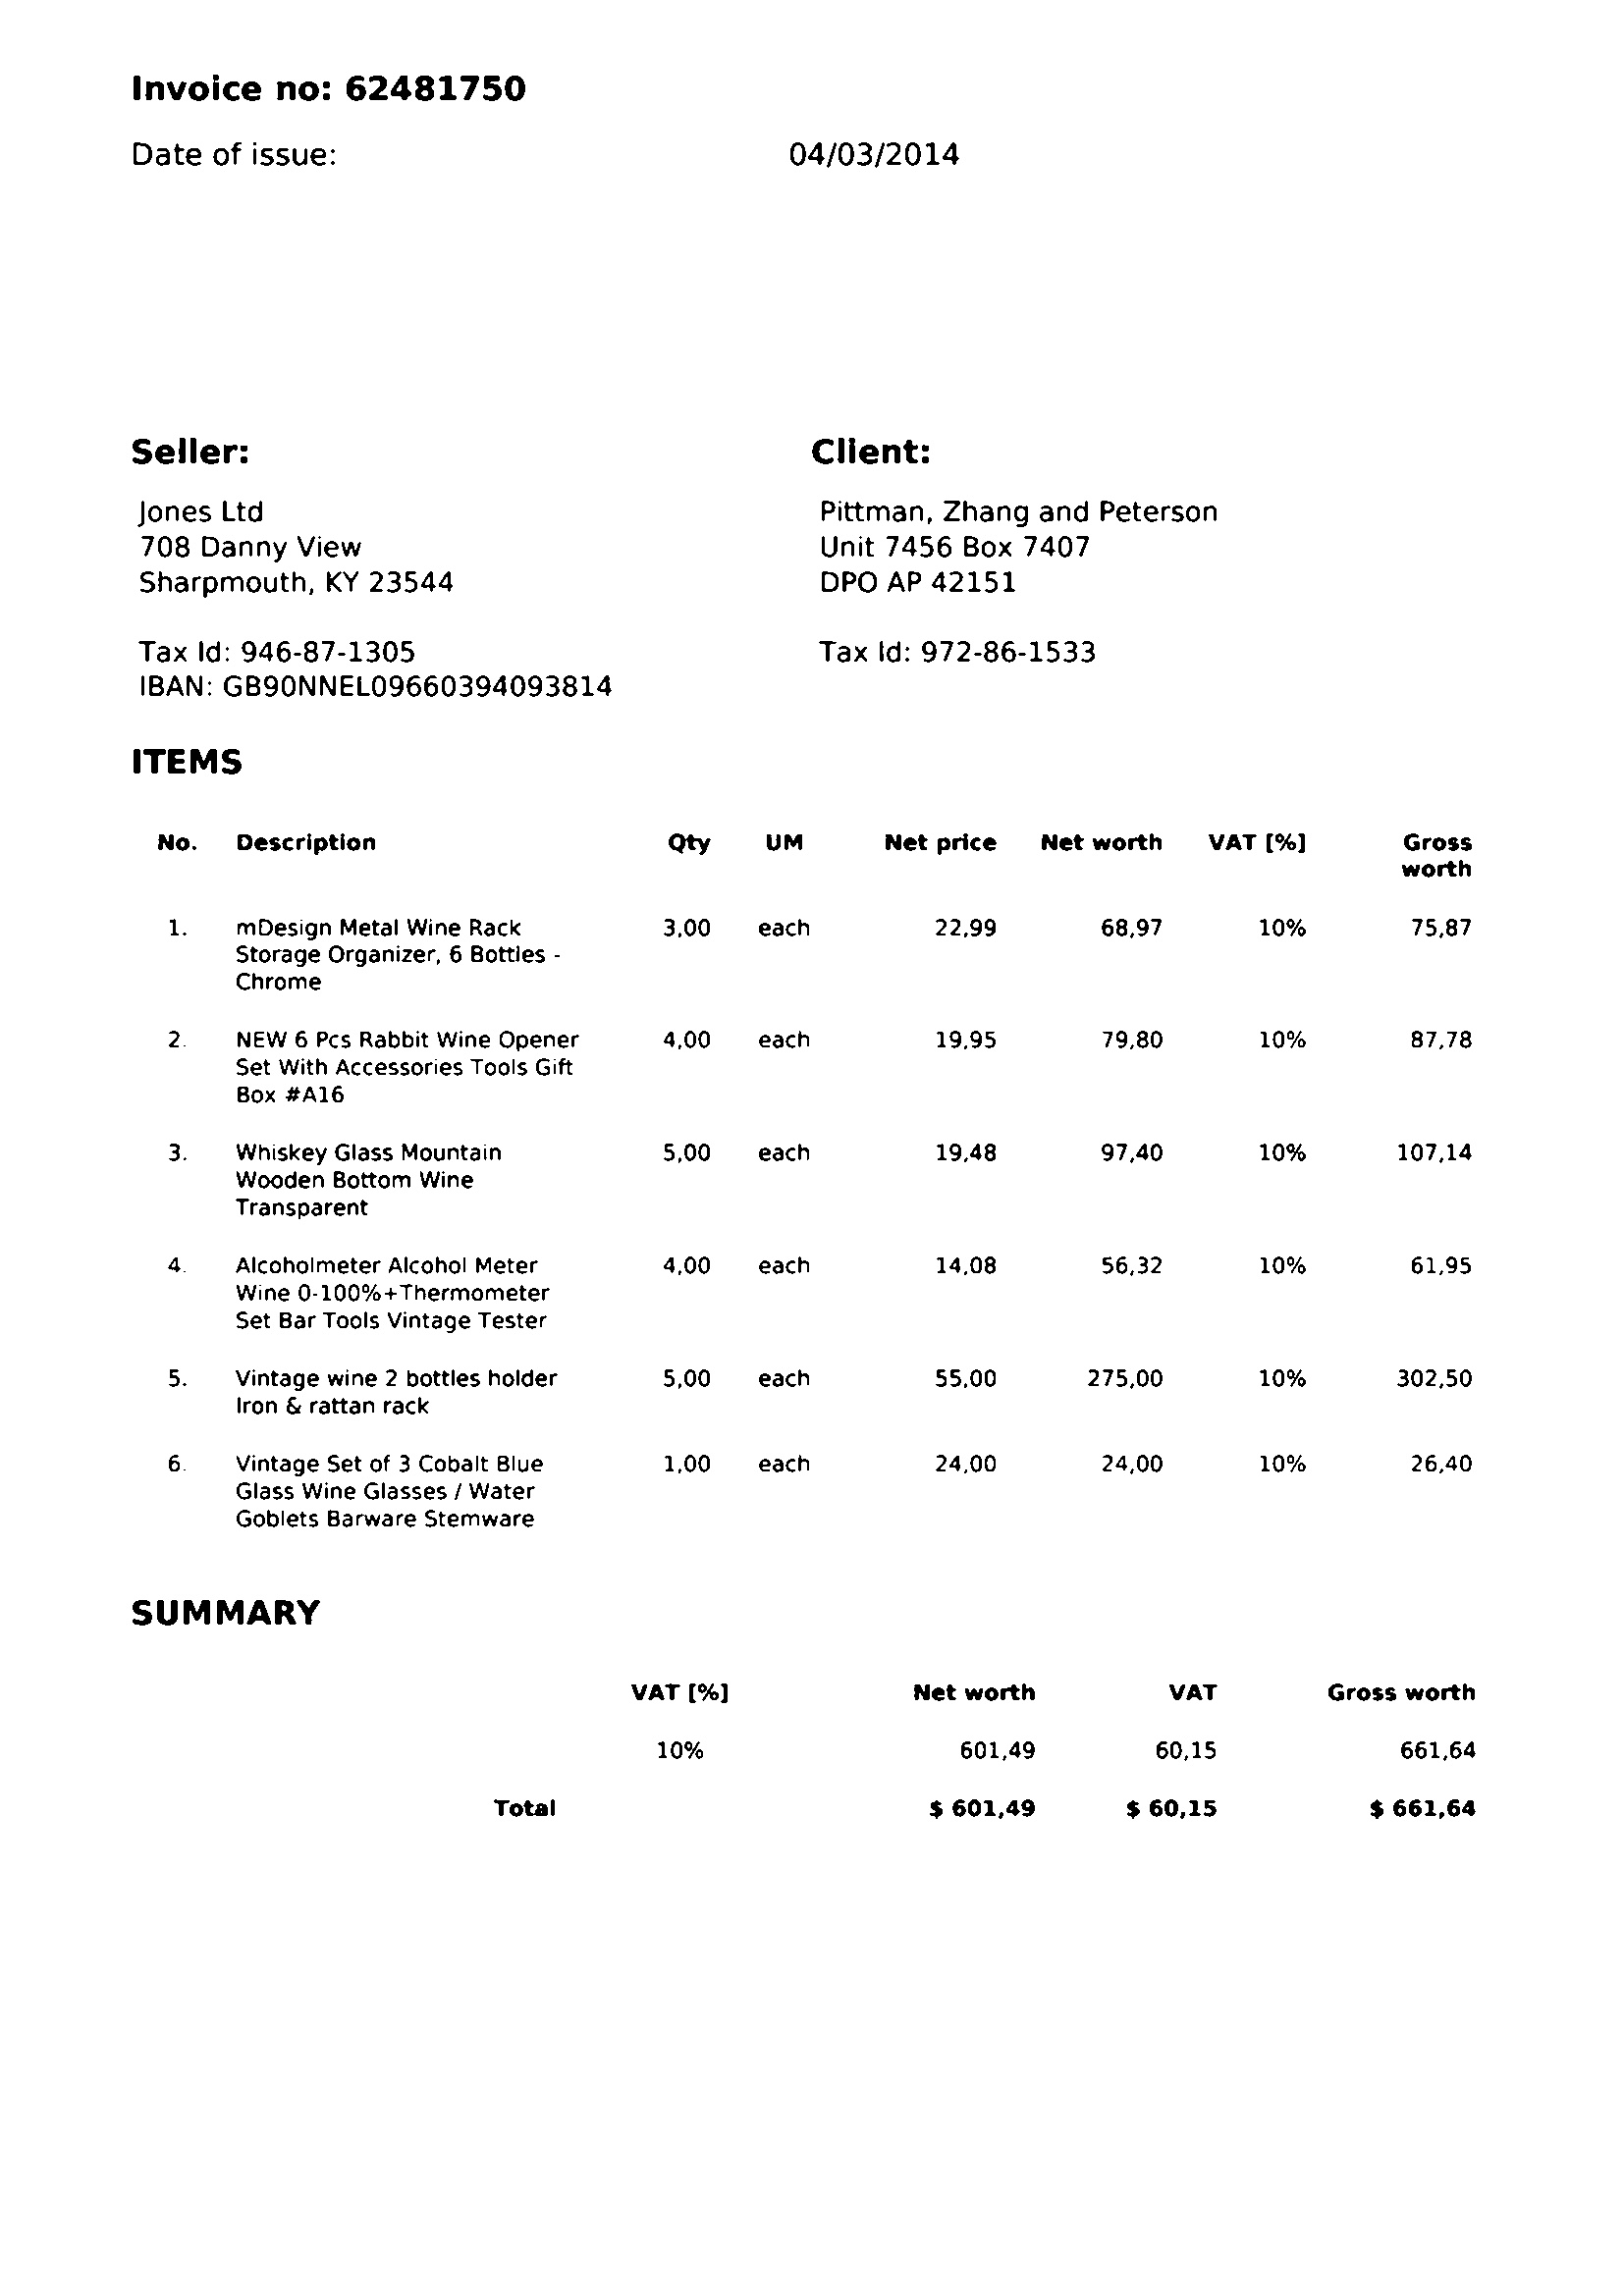 Invoice no: 62481750
Date of issue: 04/03/2014
Seller: Client:
Jones Ltd Pittman, Zhang and Peterson
708 Danny View Unit 7456 Box 7407
Sharpmouth, KY 23544 DPO AP 42151
Tax Id: 946-87-1305 Tax Id: 972-86-1533
IBAN: GB90NNEL09660394093814
ITEMS
No. Description Qty UM Net price Net worth VAT [%] Gross
worth
1. mDesign Metal Wine Rack 3,00 each 22,99 68,97 10% 75,87
Storage Organizer, 6 Bottles -
Chrome
2. NEW 6 Pcs Rabbit Wine Opener 4,00 each 19,95 79,80 10% 87,78
Set With Accessories Tools Gift
Box #A16
3. Whiskey Glass Mountain 5,00 each 19,48 97,40 10% 107,14
Wooden Bottom Wine
Transparent
4. Alcoholmeter Alcohol Meter 4,00 each 14,08 56,32 10% 61,95
Wine 0-100%+Thermometer
Set Bar Tools Vintage Tester
5. Vintage wine 2 bottles holder 5,00 each 55,00 275,00 10% 302,50
Iron & rattan rack
6. Vintage Set of 3 Cobalt Blue 1,00 each 24,00 24,00 10% 26,40
Glass Wine Glasses / Water
Goblets Barware Stemware
SUMMARY
VAT [%] Net worth VAT Gross worth
10% 601,49 60,15 661,64
Total $ 601,49 $ 60,15 $ 661,64